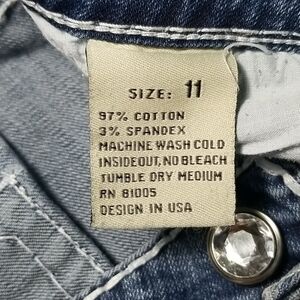 SIZE: 11
97% COTTON
3% SPANDEX
MACHINE WASH COLD
INSIDEOUT, NO BLEACH
TUMBLE DRY MEDIUM
RN 81005
DESIGN IN USA